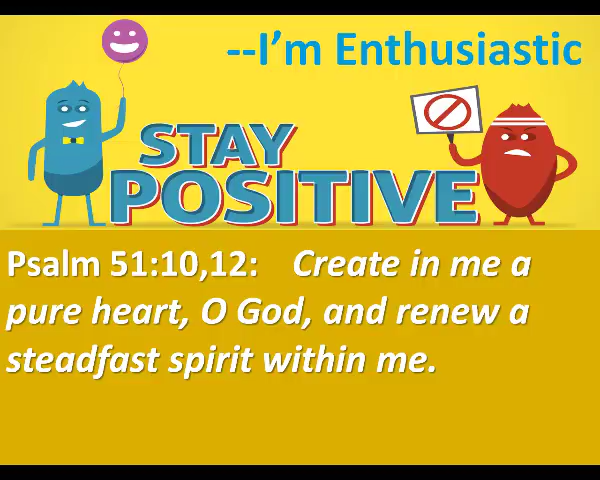 --I’m Enthusiastic
STAY
POSITIVE
Psalm 51:10,12: Create in me a
pure heart, O God, and renew a
steadfast spirit within me.